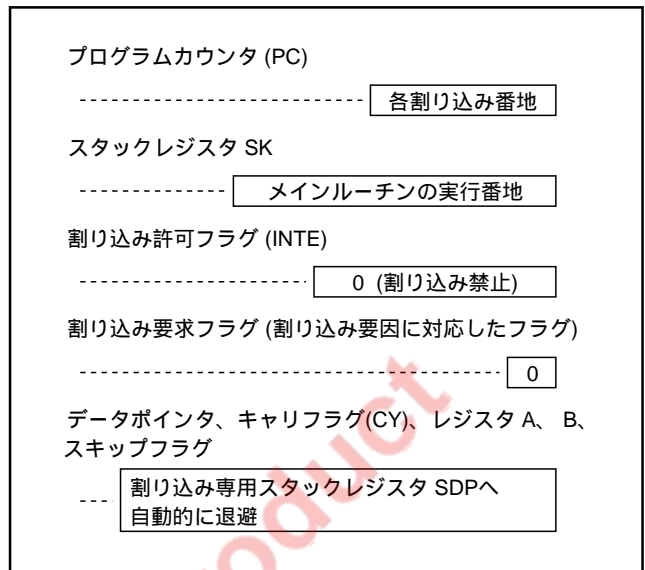 プログラムカウンタ (PC)
各割り込み番地
スタックレジスタ SK
メインルーチンの実行番地
割り込み許可フラグ (INTE)
0 (割り込み禁止)
割り込み要求フラグ (割り込み要因に対応したフラグ)
0
データポインタ、キャリフラグ(CY)、レジスタ A、 B、
スキップフラグ
割り込み専用スタックレジスタ SDPへ
自動的に退避
oduct